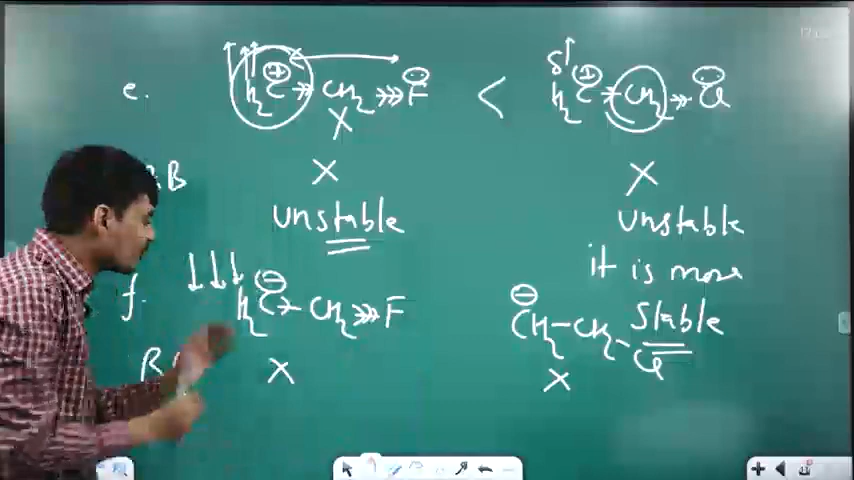 e. H₂C⊕ →→ CH₂ →→→ F < H₂C⊕ → CH₂ →→ Cl
B
X X X
unstable unstable
it is more
stable
f. H₂C⊖ → CH₂ →→→ F ⊖CH₂-CH₂-Cl
R
X X